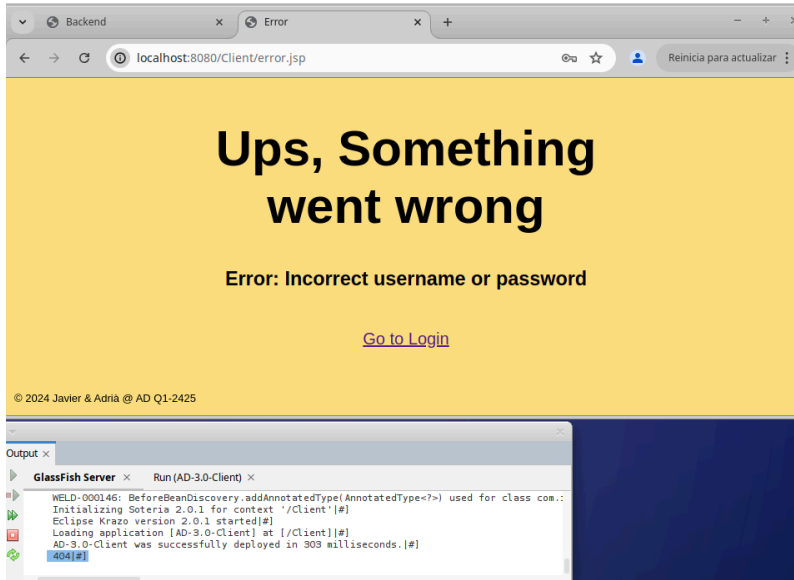 Backend
Error
localhost:8080/Client/error.jsp
Reinicia para actualizar
Ups, Something
went wrong
Error: Incorrect username or password
Go to Login
© 2024 Javier & Adrià @ AD Q1-2425
Output
GlassFish Server
Run (AD-3.0-Client)
WELD-000146: BeforeBeanDiscovery.addAnnotatedType(AnnotatedType<?>) used for class com.
Initializing Soteria 2.0.1 for context '/Client'|#]
Eclipse Krazo version 2.0.1 started|#]
Loading application [AD-3.0-Client] at [/Client]|#]
AD-3.0-Client was successfully deployed in 303 milliseconds.|#]
404|#]